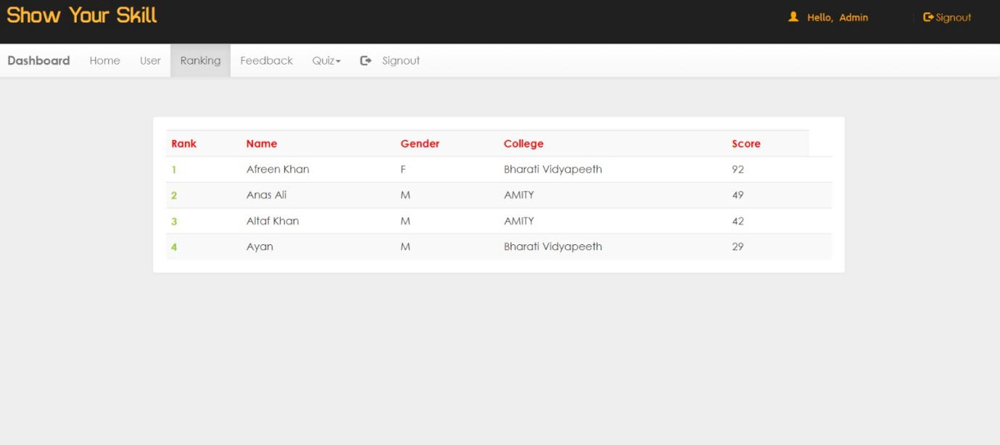 Show Your Skill Hello, Admin Signout
Dashboard Home User Ranking Feedback Quiz Signout
Rank Name Gender College Score
1 Afreen Khan F Bharati Vidyapeeth 92
2 Anas Ali M AMITY 49
3 Altaf Khan M AMITY 42
4 Ayan M Bharati Vidyapeeth 29